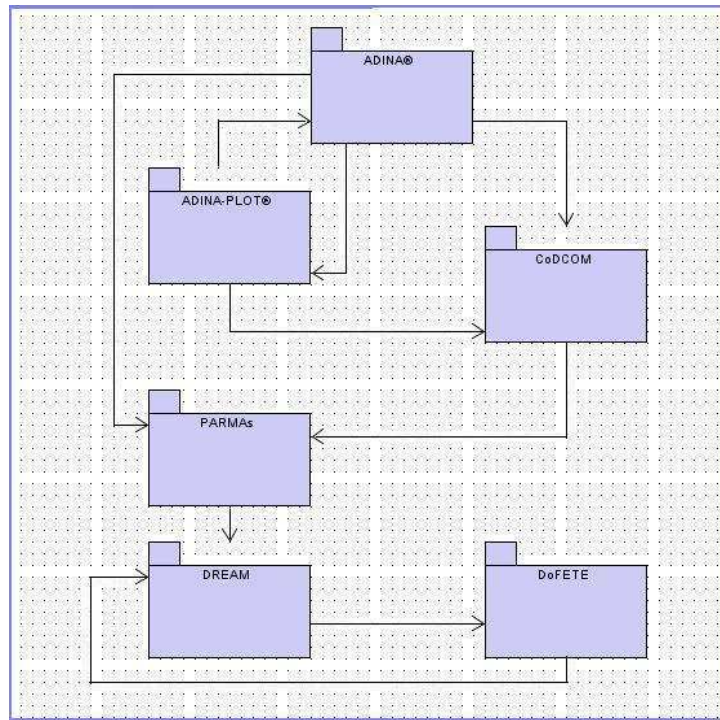 ADINA®
ADINA-PLOT®
CoDCOM
PARMAs
DREAM
DoFETE